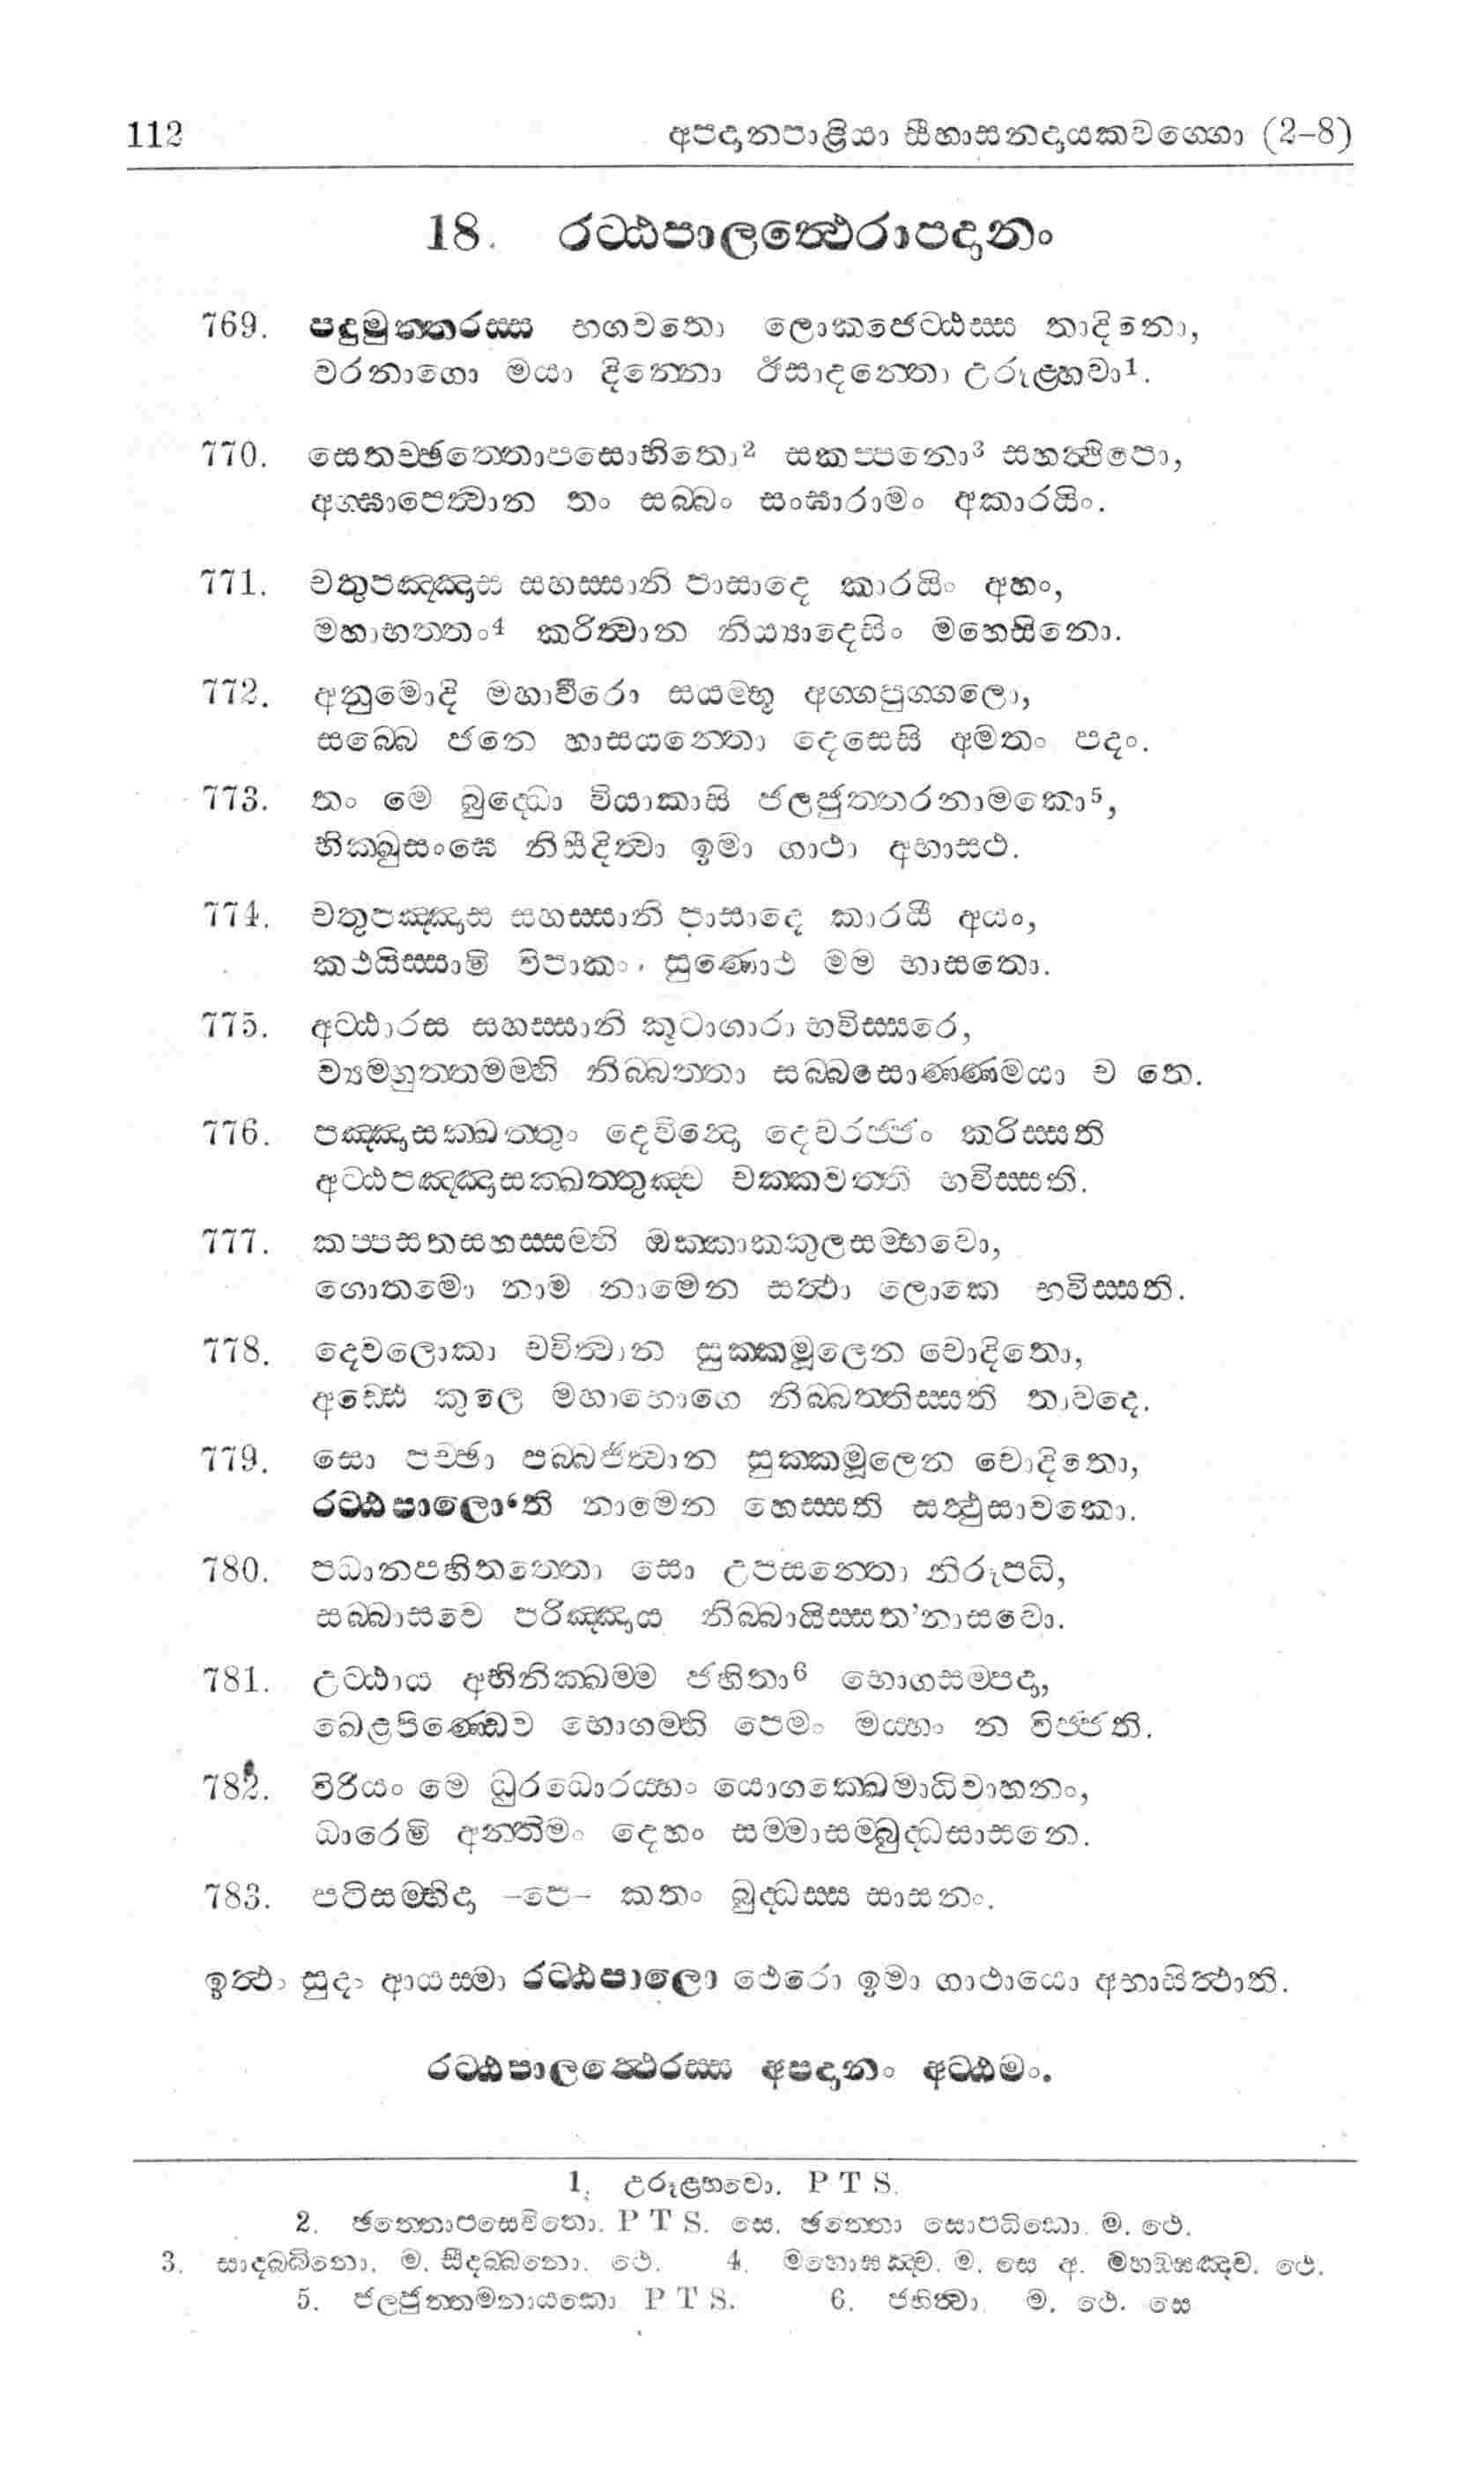 112 අපදානපාළියා සීහාසනදායකවග්ගො (2–8)
18. රට්ඨපාලත්ථෙරාපදානං
769. පදුමුත්තරස්ස භගවතො ලොකජෙට්ඨස්ස තාදිනො,
වරනාගො මයා දින්නො ඊසාදන්තො උරූළ්හවා1.
770. සෙතච්ඡත්තොපසොභිතො2 සකප්පනො3 සහත්ථිපො,
අග්ඝාපෙත්වාන තං සබ්බං සංඝාරාමං අකාරයිං.
771. චතුපඤ්ඤාස සහස්සානි පාසාදෙ කාරයිං අහං,
මහාභත්තං4 කරිත්වාන නිය්‍යාදෙසිං මහෙසිනො.
772. අනුමොදි මහාවීරො සයම්භූ අග්ගපුග්ගලො,
සබ්බෙ ජනෙ හාසයන්තො දෙසෙසි අමතං පදං.
773. තං මෙ බුද්ධො වියාකාසි ජලජුත්තරනාමකො5,
භික්ඛුසංඝෙ නිසීදිත්වා ඉමා ගාථා අභාසථ.
774. චතුපඤ්ඤාස සහස්සානි පාසාදෙ කාරයී අයං,
කථයිස්සාමි විපාකං, සුණොථ මම භාසතො.
775. අට්ඨාරස සහස්සානි කූටාගාරා භවිස්සරෙ,
ව්‍යම්හුත්තමම්හි නිබ්බත්තා සබ්බසොණ්ණමයා ච තෙ.
776. පඤ්ඤාසක්ඛත්තුං දෙවින්දො දෙවරජ්ජං කරිස්සති
අට්ඨපඤ්ඤාසක්ඛත්තුඤ්ච චක්කවත්ති භවිස්සති.
777. කප්පසතසහස්සම්හි ඔක්කාකකුලසම්භවො,
ගොතමො නාම නාමෙන සත්ථා ලොකෙ භවිස්සති.
778. දෙවලොකා චවිත්වාන සුක්කමූලෙන චොදිතො,
අඩ්ඪෙ කුලෙ මහාභොගෙ නිබ්බත්තිස්සති තාවදෙ.
779. සො පච්ඡා පබ්බජිත්වාන සුක්කමූලෙන චොදිතො,
රට්ඨපාලො‘ති නාමෙන හෙස්සති සත්ථුසාවකො.
780. පධානපහිතත්තො සො උපසන්තො නිරූපධි,
සබ්බාසවෙ පරිඤ්ඤාය නිබ්බායිස්සත’නාසවො.
781. උට්ඨාය අභිනික්ඛම්ම ජහිතා6 භොගසම්පදා,
ඛෙළපිණ්ඩෙව භොගම්හි පෙමං මය්හං න විජ්ජති.
782. විරියං මෙ ධුරධොරය්හං යොගක්ඛෙමාධිවාහනං,
ධාරෙමි අන්තිමං දෙහං සම්මාසම්බුද්ධසාසනෙ.
783. පටිසම්භිදා –පෙ– කතං බුද්ධස්ස සාසනං.
ඉත්ථං සුදං ආයස්මා රට්ඨපාලො ථෙරො ඉමා ගාථායො අභාසිත්ථාති.
රට්ඨපාලත්ථෙරස්ස අපදානං අට්ඨමං.
1. උරූළ්හවො. P T S.
2. ඡත්තොපසෙවිතො. P T S. සෙ. ඡත්තො සොපධිකො. ම. ථෙ.
3. සාදබ්බිනො. ම. සීදබ්බනො. ථෙ. 4. මහොඝඤ්ච. ම. සෙ අ. ථෙ.
5. ජලජුත්තමනායකො P T S. 6. ජහිත්වා. ම. ථෙ. සෙ